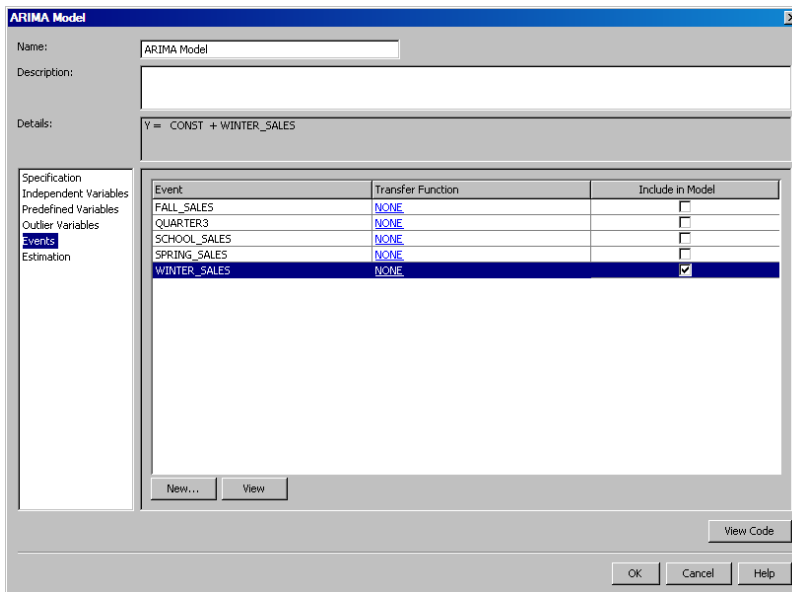 ARIMA Model
Name: ARIMA Model
Description:
Details: Y = CONST + WINTER_SALES
Specification
Independent Variables
Predefined Variables
Outlier Variables
Events
Estimation
Event Transfer Function Include in Model
FALL_SALES NONE
QUARTER3 NONE
SCHOOL_SALES NONE
SPRING_SALES NONE
WINTER_SALES NONE
New... View
View Code
OK Cancel Help